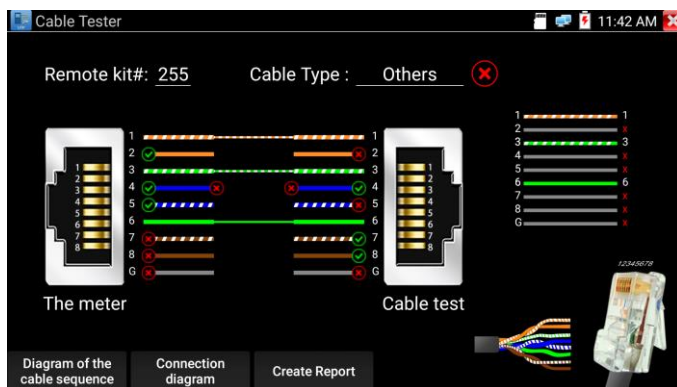 Cable Tester
11:42 AM
Remote kit#: 255
Cable Type : Others
1 1
2 2
3 3
4 4
5 5
6 6
7 7
8 8
G G
1
2
3
4
5
6
7
8
1
2
3
4
5
6
7
8
The meter
Cable test
1 1
2 x
3 3
4 x
5 x
6 6
7 x
8 x
G x
12345678
Diagram of the
cable sequence
Connection
diagram
Create Report